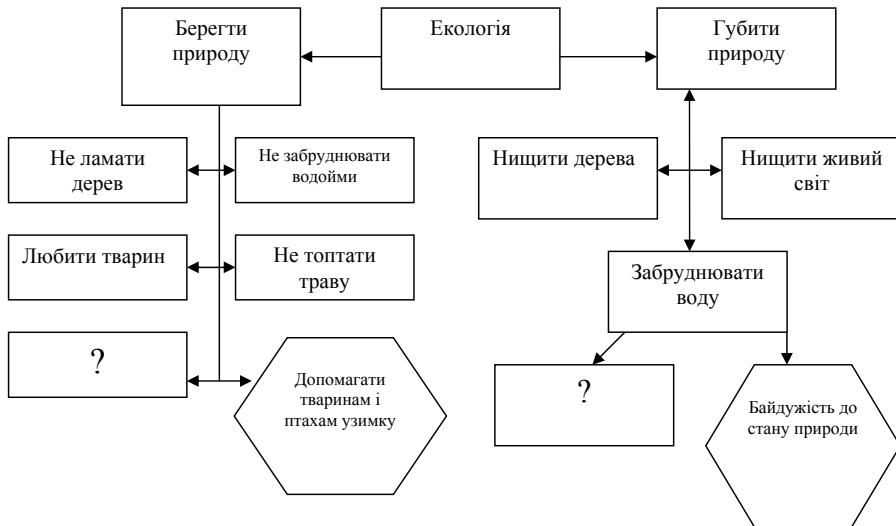 Берегти
природу
Екологія
Губити
природу
Не ламати
дерев
Не забруднювати
водойми
Нищити дерева
Нищити живий
світ
Любити тварин
Не топтати
траву
Забруднювати
воду
?
Допомагати
тваринам і
птахам узимку
?
Байдужість до
стану природи